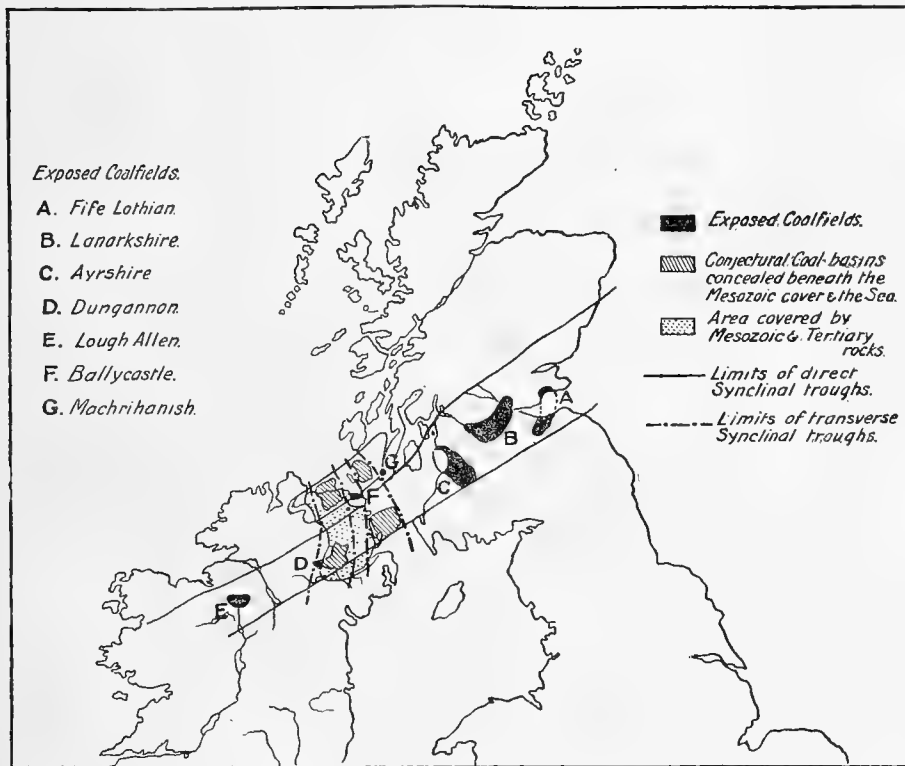 Exposed Coalfields.
A. Fife Lothian.
B. Lanarkshire.
C. Ayrshire
D. Dungannon.
E. Lough Allen.
F. Ballycastle.
G. Machrihanish.
Exposed Coalfields.
Conjectural Coal-basins
concealed beneath the
Mesozoic cover & the Sea.
Area covered by
Mesozoic & Tertiary
rocks.
Limits of direct
Synclinal troughs.
Limits of transverse
Synclinal troughs.
A
B
C
G
F
D
E